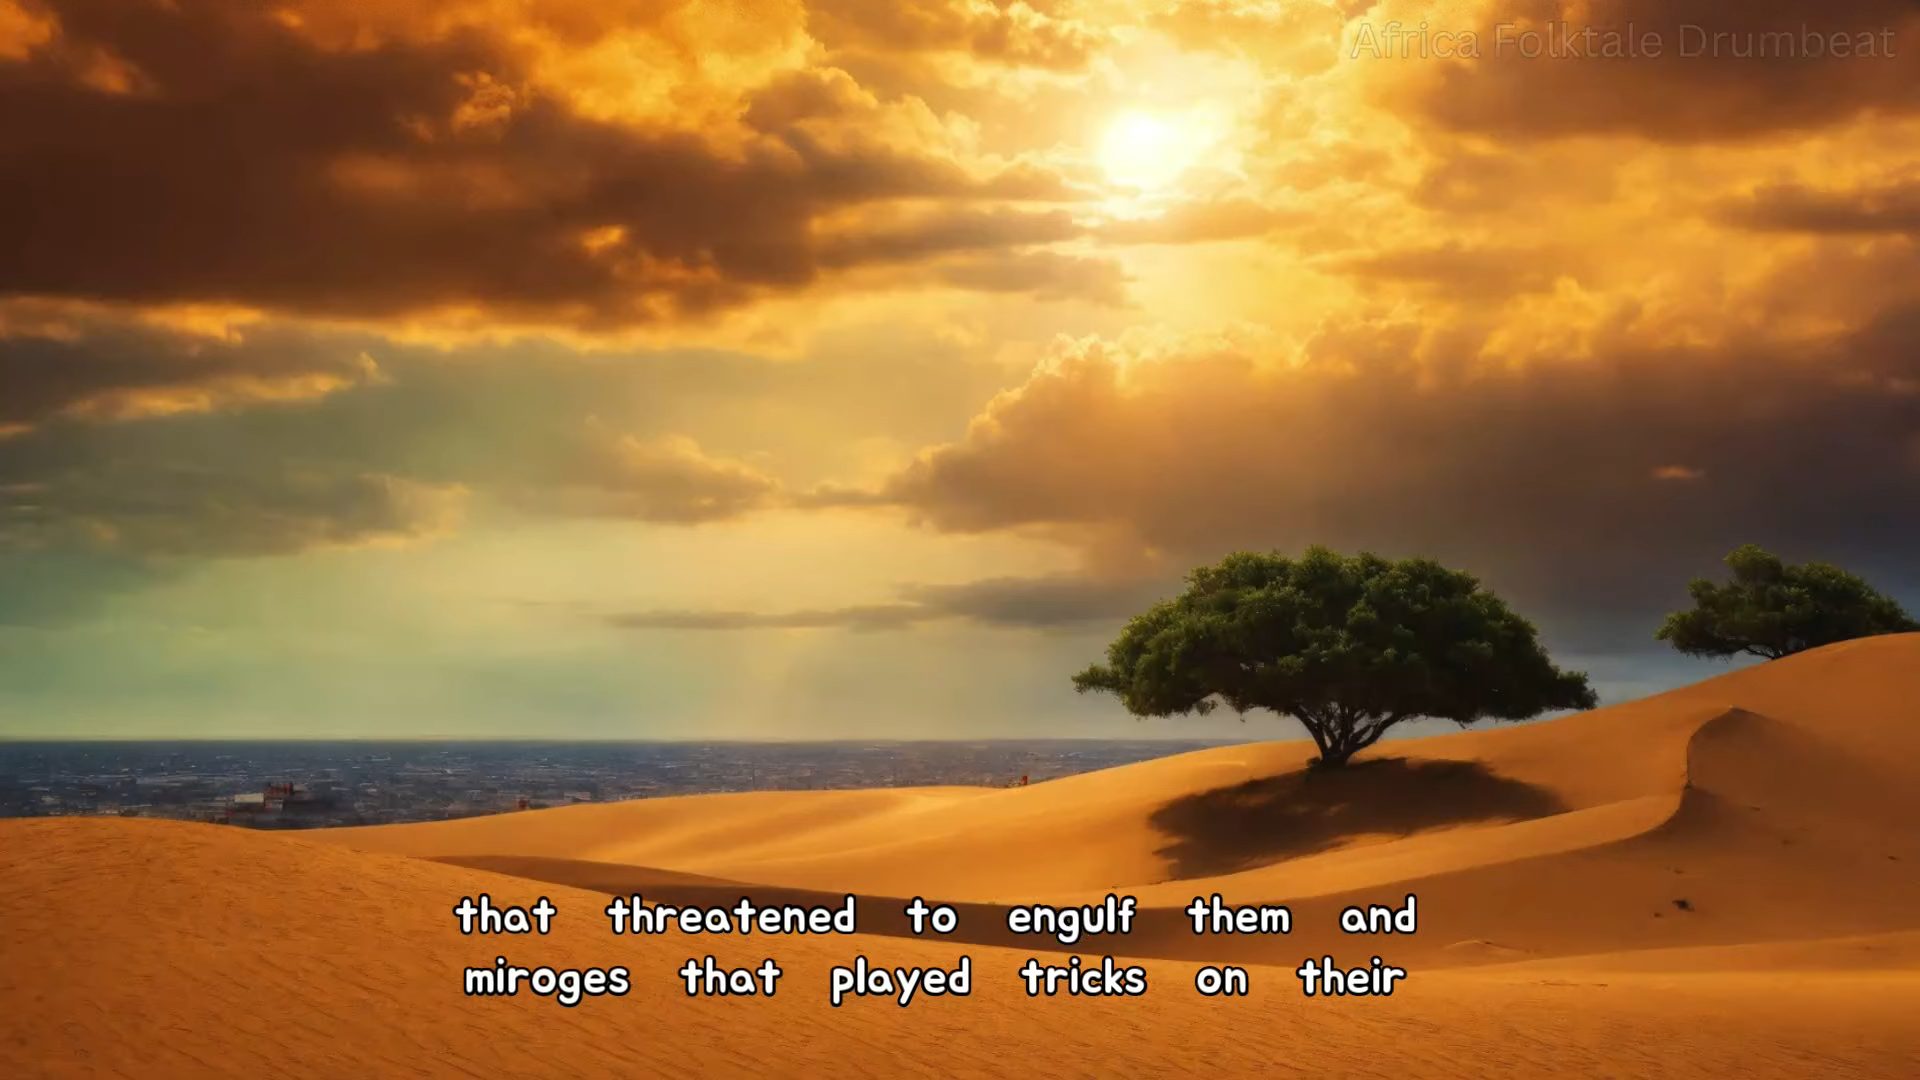 Africa Folktale Drumbeat
that threatened to engulf them and
miroges that played tricks on their